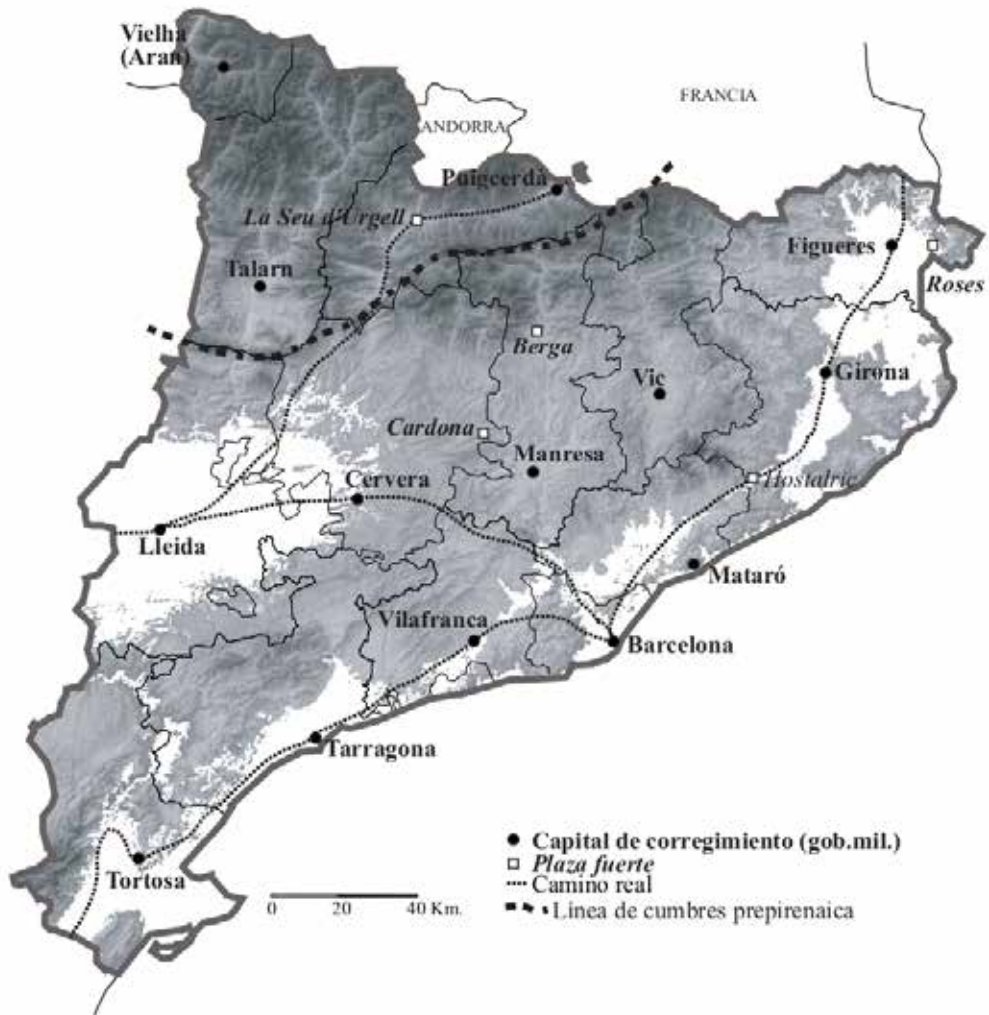 Vielha
(Aran)
FRANCIA
ANDORRA
Puigcerdà
La Seu d'Urgell
Figueres
Talarn
Roses
Berga
Girona
Vic
Cardona
Manresa
Hostalric
Cervera
Lleida
Mataró
Vilafranca
Barcelona
Tarragona
Capital de corregimiento (gob.mil.)
Plaza fuerte
Camino real
Línea de cumbres prepirenaica
Tortosa
0 20 40 Km.